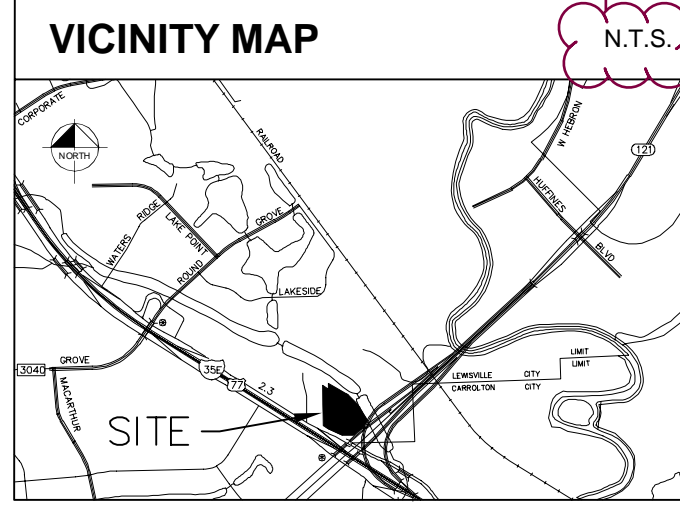 VICINITY MAP
N.T.S.
CORPORATE
NORTH
RAILROAD
W HEBRON
121
HUFFINES
BLVD
RIDGE
WATERS
LAKE POINT
GROVE
ROUND
LAKESIDE
3040
GROVE
MACARTHUR
35E
77
2.3
LEWISVILLE CITY LIMIT
CARROLTON CITY LIMIT
SITE